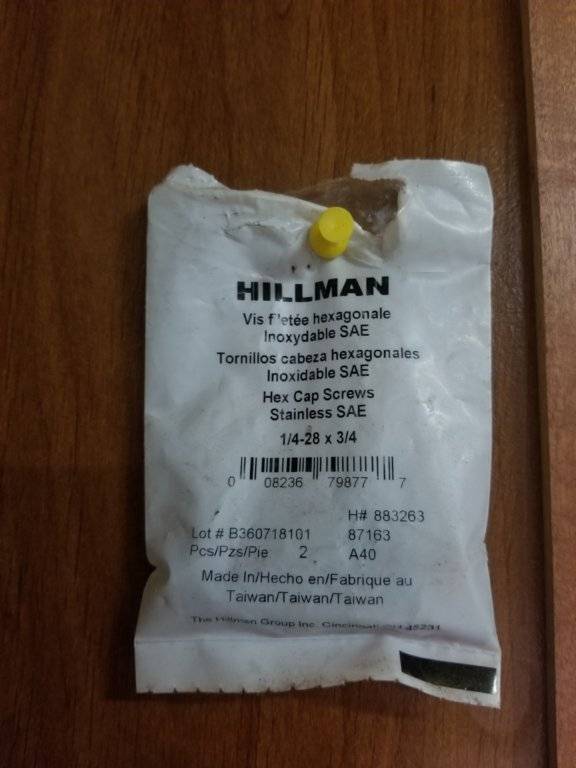 HILLMAN
Vis filetée hexagonale
Inoxydable SAE
Tornillos cabeza hexagonales
Inoxidable SAE
Hex Cap Screws
Stainless SAE
1/4-28 x 3/4
0 08236 79877 7
H# 883263
Lot # B360718101 87163
Pcs/Pzs/Pie 2 A40
Made In/Hecho en/Fabrique au
Taiwan/Taiwan/Taiwan
The Hillman Group Inc. Cincinnati 45231